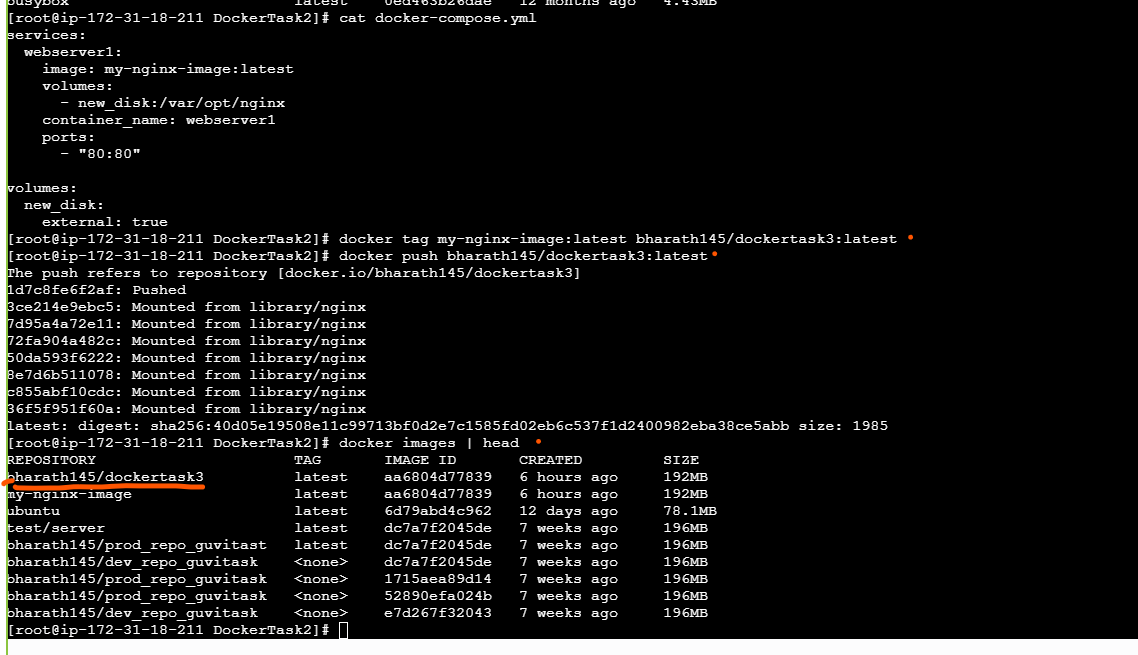 busybox latest 0ed463b26dae 12 months ago 4.43MB
[root@ip-172-31-18-211 DockerTask2]# cat docker-compose.yml
services:
  webserver1:
    image: my-nginx-image:latest
    volumes:
      - new_disk:/var/opt/nginx
    container_name: webserver1
    ports:
      - "80:80"
volumes:
  new_disk:
    external: true
[root@ip-172-31-18-211 DockerTask2]# docker tag my-nginx-image:latest bharath145/dockertask3:latest
[root@ip-172-31-18-211 DockerTask2]# docker push bharath145/dockertask3:latest
The push refers to repository [docker.io/bharath145/dockertask3]
1d7c8fe6f2af: Pushed
3ce214e9ebc5: Mounted from library/nginx
7d95a4a72e11: Mounted from library/nginx
72fa904a482c: Mounted from library/nginx
50da593f6222: Mounted from library/nginx
8e7d6b511078: Mounted from library/nginx
c855abf10cdc: Mounted from library/nginx
36f5f951f60a: Mounted from library/nginx
latest: digest: sha256:40d05e19508e11c99713bf0d2e7c1585fd02eb6c537f1d2400982eba38ce5abb size: 1985
[root@ip-172-31-18-211 DockerTask2]# docker images | head
REPOSITORY TAG IMAGE ID CREATED SIZE
bharath145/dockertask3 latest aa6804d77839 6 hours ago 192MB
my-nginx-image latest aa6804d77839 6 hours ago 192MB
ubuntu latest 6d79abd4c962 12 days ago 78.1MB
test/server latest dc7a7f2045de 7 weeks ago 196MB
bharath145/prod_repo_guvitast latest dc7a7f2045de 7 weeks ago 196MB
bharath145/dev_repo_guvitask <none> dc7a7f2045de 7 weeks ago 196MB
bharath145/prod_repo_guvitask <none> 1715aea89d14 7 weeks ago 196MB
bharath145/prod_repo_guvitask <none> 52890efa024b 7 weeks ago 196MB
bharath145/dev_repo_guvitask <none> e7d267f32043 7 weeks ago 196MB
[root@ip-172-31-18-211 DockerTask2]#